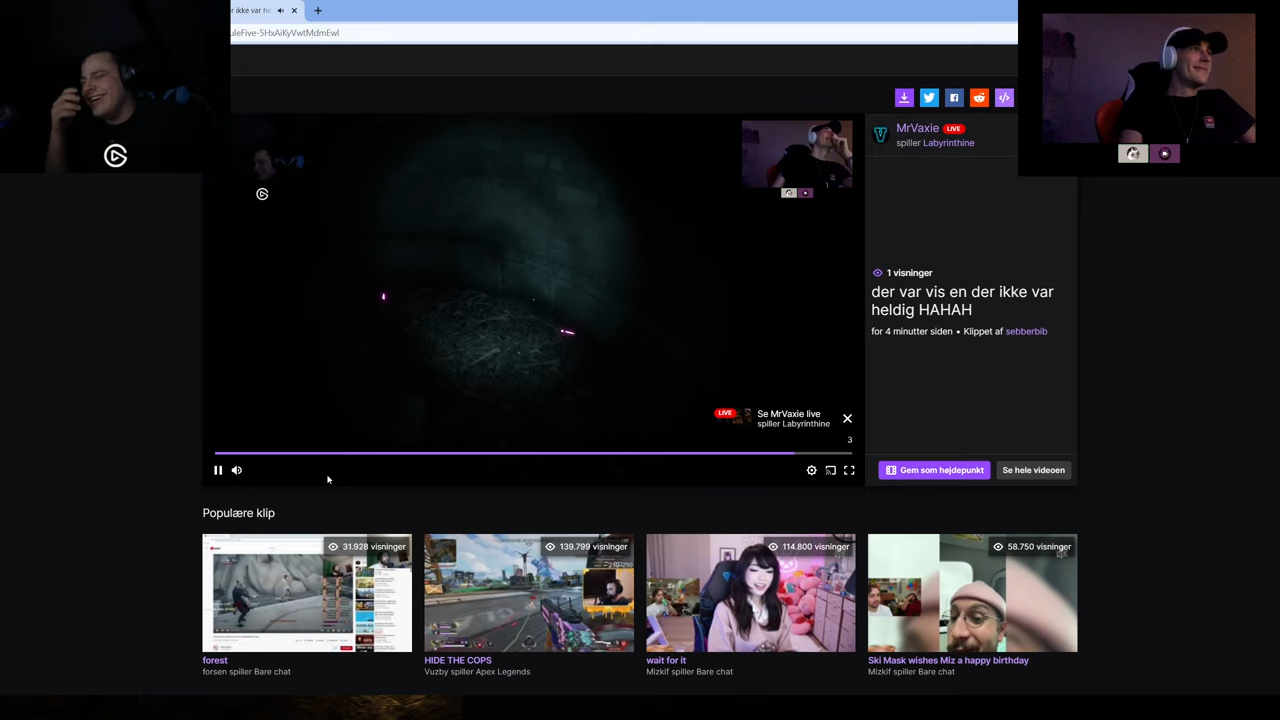 er ikke var he
uleFive-5HxAiKyVwtMdmEwI
MrVaxie LIVE
spiller Labyrinthine
1 visninger
der var vis en der ikke var
heldig HAHAH
for 4 minutter siden • Klippet af sebberbib
LIVE
Se MrVaxie live
spiller Labyrinthine
3
Gem som højdepunkt
Se hele videoen
Populære klip
31.928 visninger
139.799 visninger
114.800 visninger
58.750 visninger
forest
forsen spiller Bare chat
HIDE THE COPS
Vuzby spiller Apex Legends
wait for it
Mizkif spiller Bare chat
Ski Mask wishes Miz a happy birthday
Mizkif spiller Bare chat